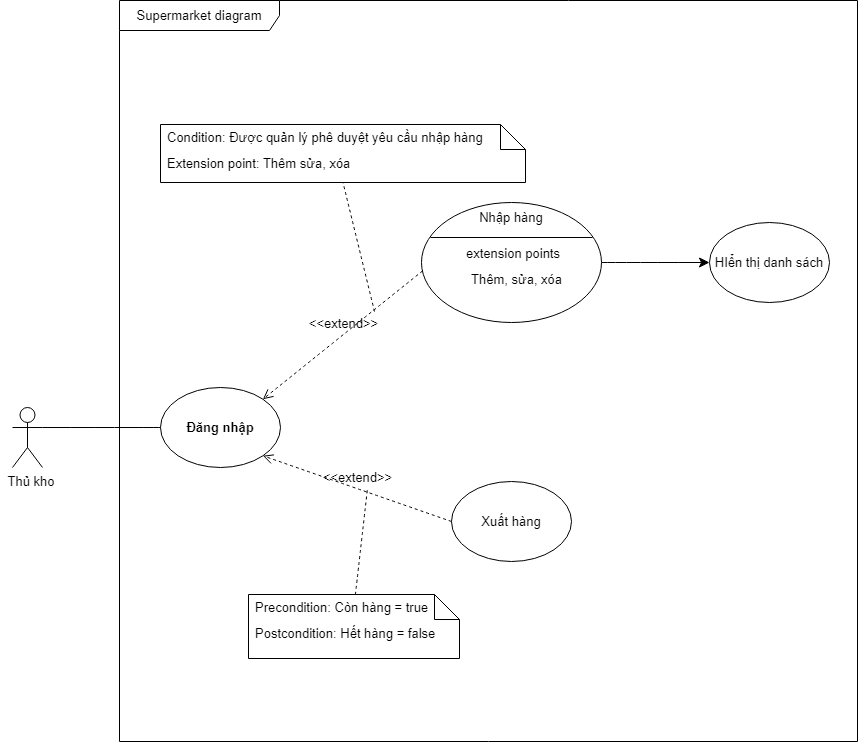 Supermarket diagram
Condition: Được quản lý phê duyệt yêu cầu nhập hàng
Extension point: Thêm sửa, xóa
Nhập hàng
extension points
Thêm, sửa, xóa
HIển thị danh sách
<<extend>>
Đăng nhập
Thủ kho
<<extend>>
Xuất hàng
Precondition: Còn hàng = true
Postcondition: Hết hàng = false